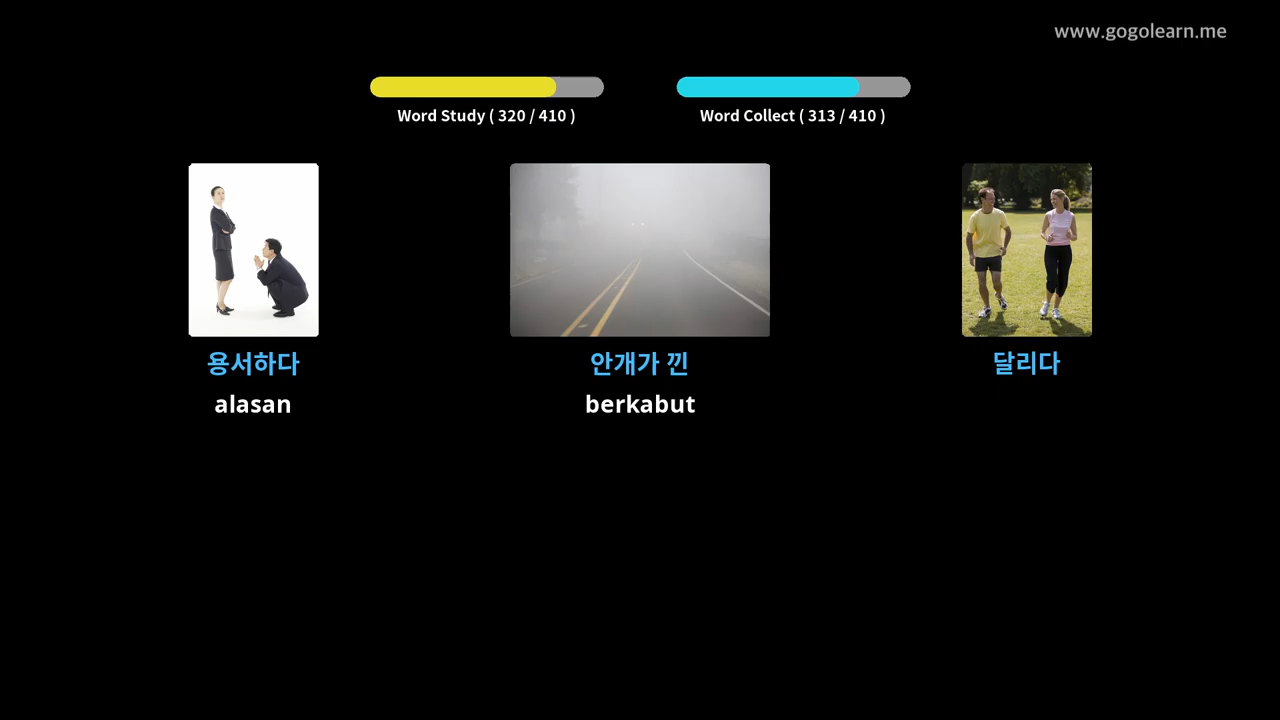 www.gogolearn.me
Word Study ( 320 / 410 )
Word Collect ( 313 / 410 )
용서하다
alasan
안개가 낀
berkabut
달리다